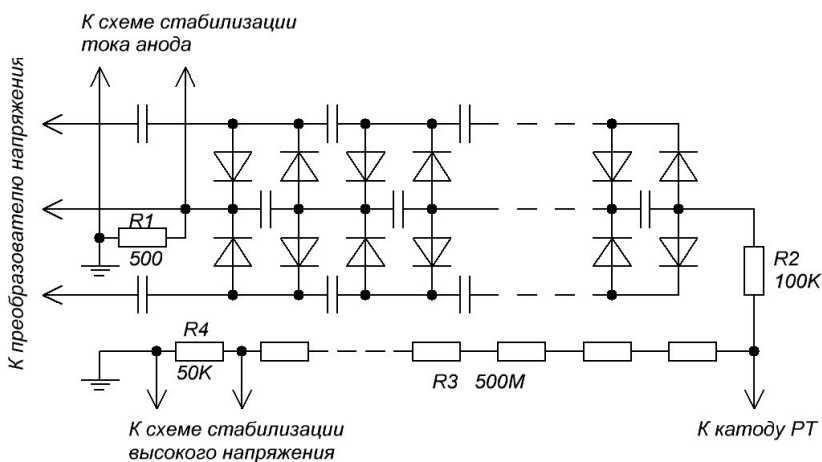 К схеме стабилизации
тока анода
К преобразователю напряжения
R1
500
R2
100K
R4
50K
R3 500M
К схеме стабилизации
высокого напряжения
К катоду РТ